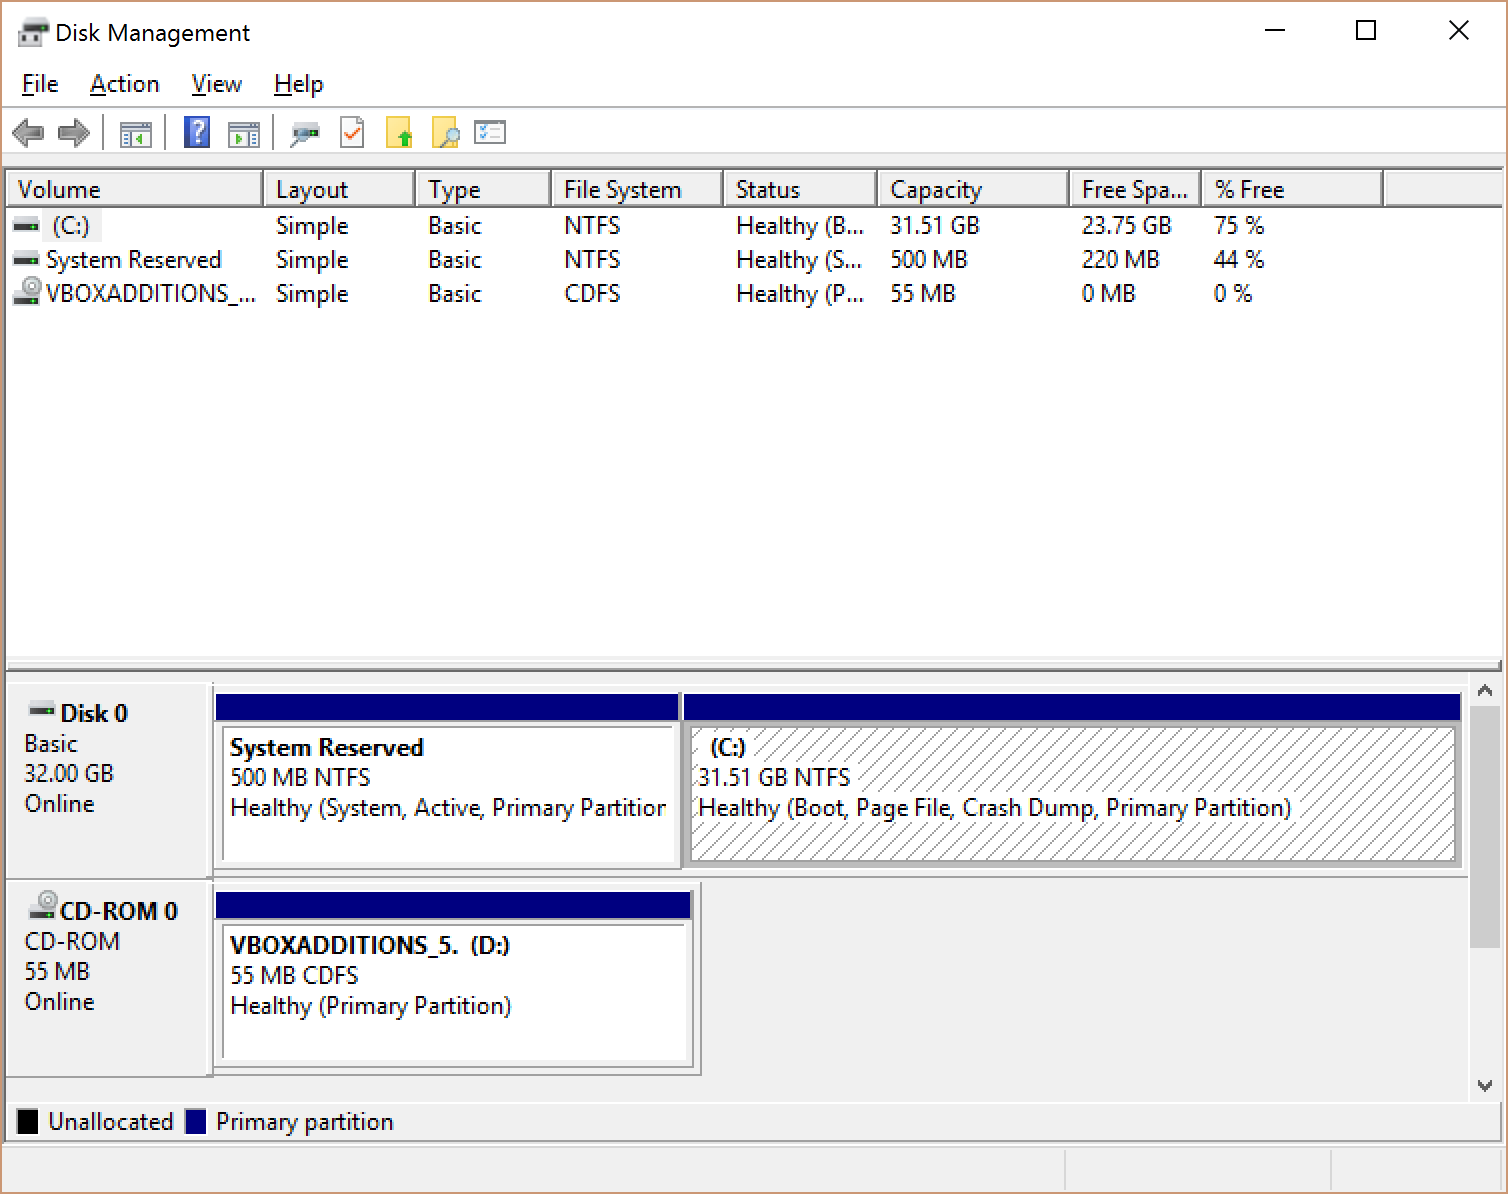 Disk Management
File Action View Help
Volume Layout Type File System Status Capacity Free Spa... % Free
(C:) Simple Basic NTFS Healthy (B... 31.51 GB 23.75 GB 75 %
System Reserved Simple Basic NTFS Healthy (S... 500 MB 220 MB 44 %
VBOXADDITIONS_... Simple Basic CDFS Healthy (P... 55 MB 0 MB 0 %
Disk 0
Basic
32.00 GB
Online
System Reserved
500 MB NTFS
Healthy (System, Active, Primary Partition
(C:)
31.51 GB NTFS
Healthy (Boot, Page File, Crash Dump, Primary Partition)
CD-ROM 0
CD-ROM
55 MB
Online
VBOXADDITIONS_5. (D:)
55 MB CDFS
Healthy (Primary Partition)
Unallocated Primary partition